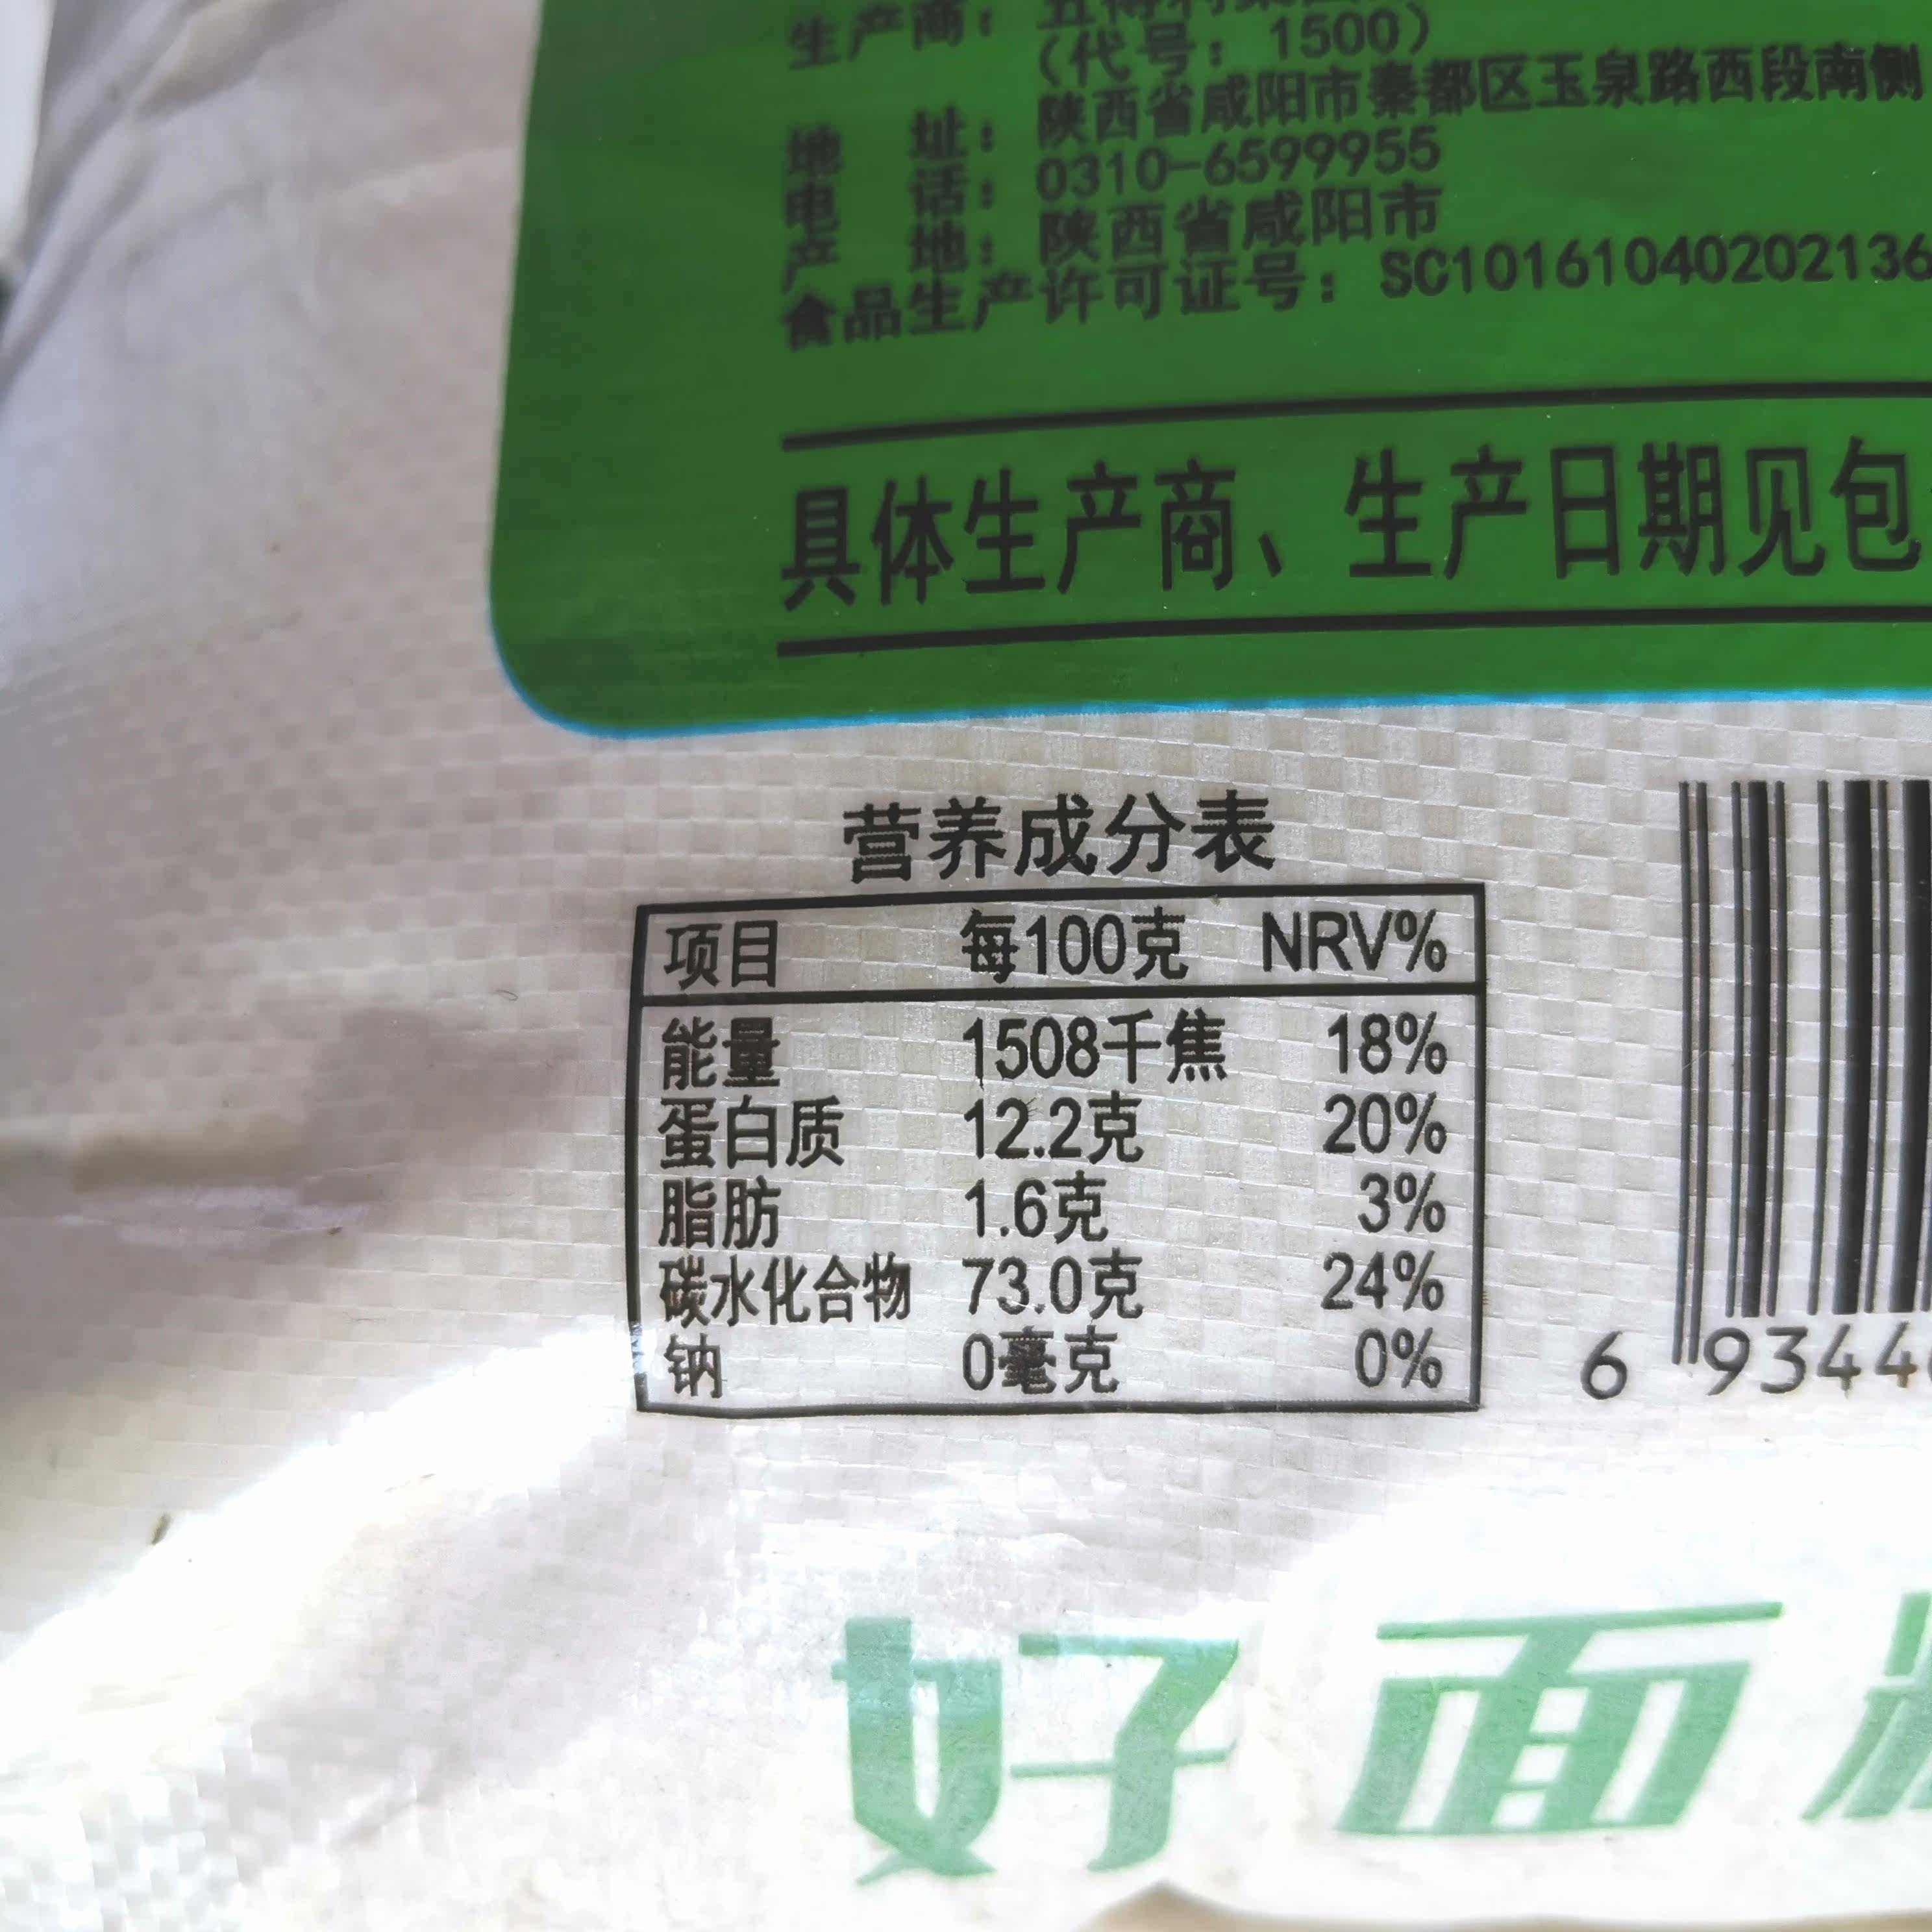 生产商：
（代号：1500）
地 址：陕西省咸阳市秦都区玉泉路西段南侧
电 话：0310-6599955
产 地：陕西省咸阳市
食品生产许可证号：SC10161040202136
具体生产商、生产日期见包
营养成分表
项目 每100克 NRV%
能量 1508千焦 18%
蛋白质 12.2克 20%
脂肪 1.6克 3%
碳水化合物 73.0克 24%
钠 0毫克 0%
6 9344
好面